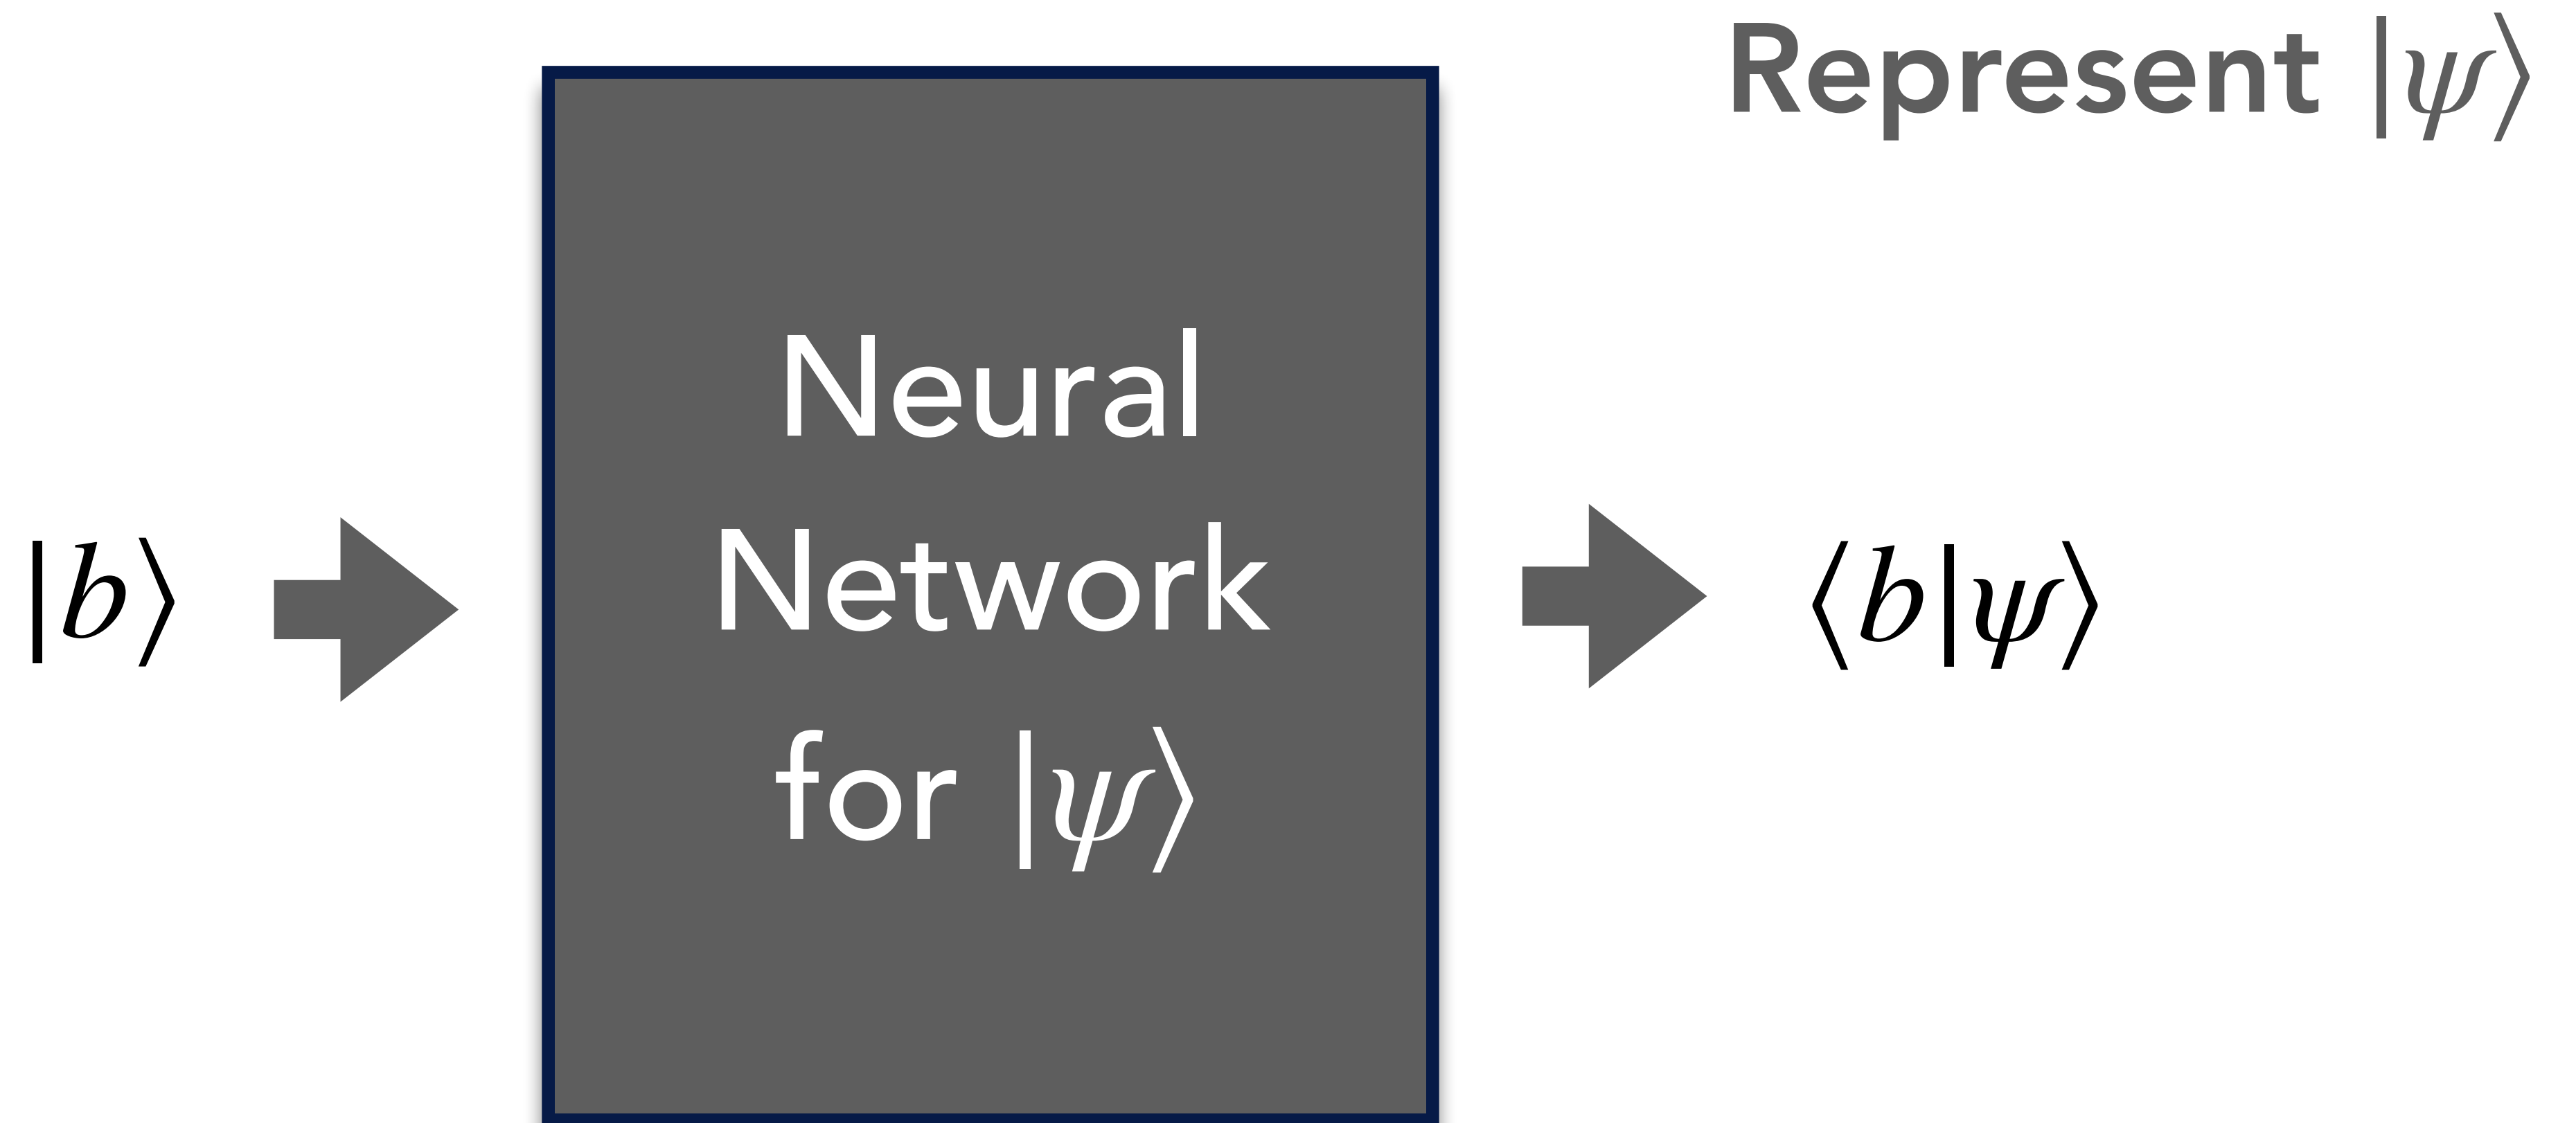 Represent |ψ⟩
Neural
Network
for |ψ⟩
|b⟩
⟨b|ψ⟩